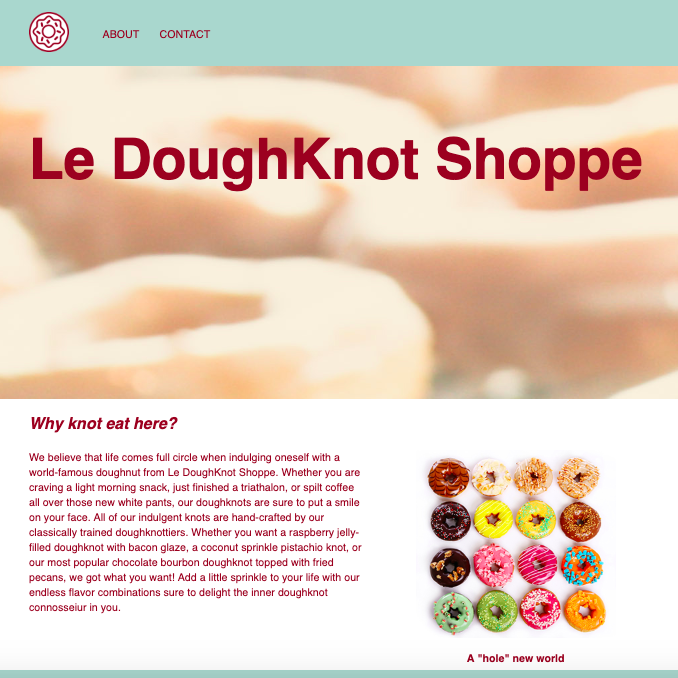 ABOUT CONTACT
Le DoughKnot Shoppe
Why knot eat here?
We believe that life comes full circle when indulging oneself with a
world-famous doughnut from Le DoughKnot Shoppe. Whether you are
craving a light morning snack, just finished a triathalon, or spilt coffee
all over those new white pants, our doughknots are sure to put a smile
on your face. All of our indulgent knots are hand-crafted by our
classically trained doughknottiers. Whether you want a raspberry jelly-
filled doughknot with bacon glaze, a coconut sprinkle pistachio knot, or
our most popular chocolate bourbon doughknot topped with fried
pecans, we got what you want! Add a little sprinkle to your life with our
endless flavor combinations sure to delight the inner doughknot
connosseiur in you.
A "hole" new world